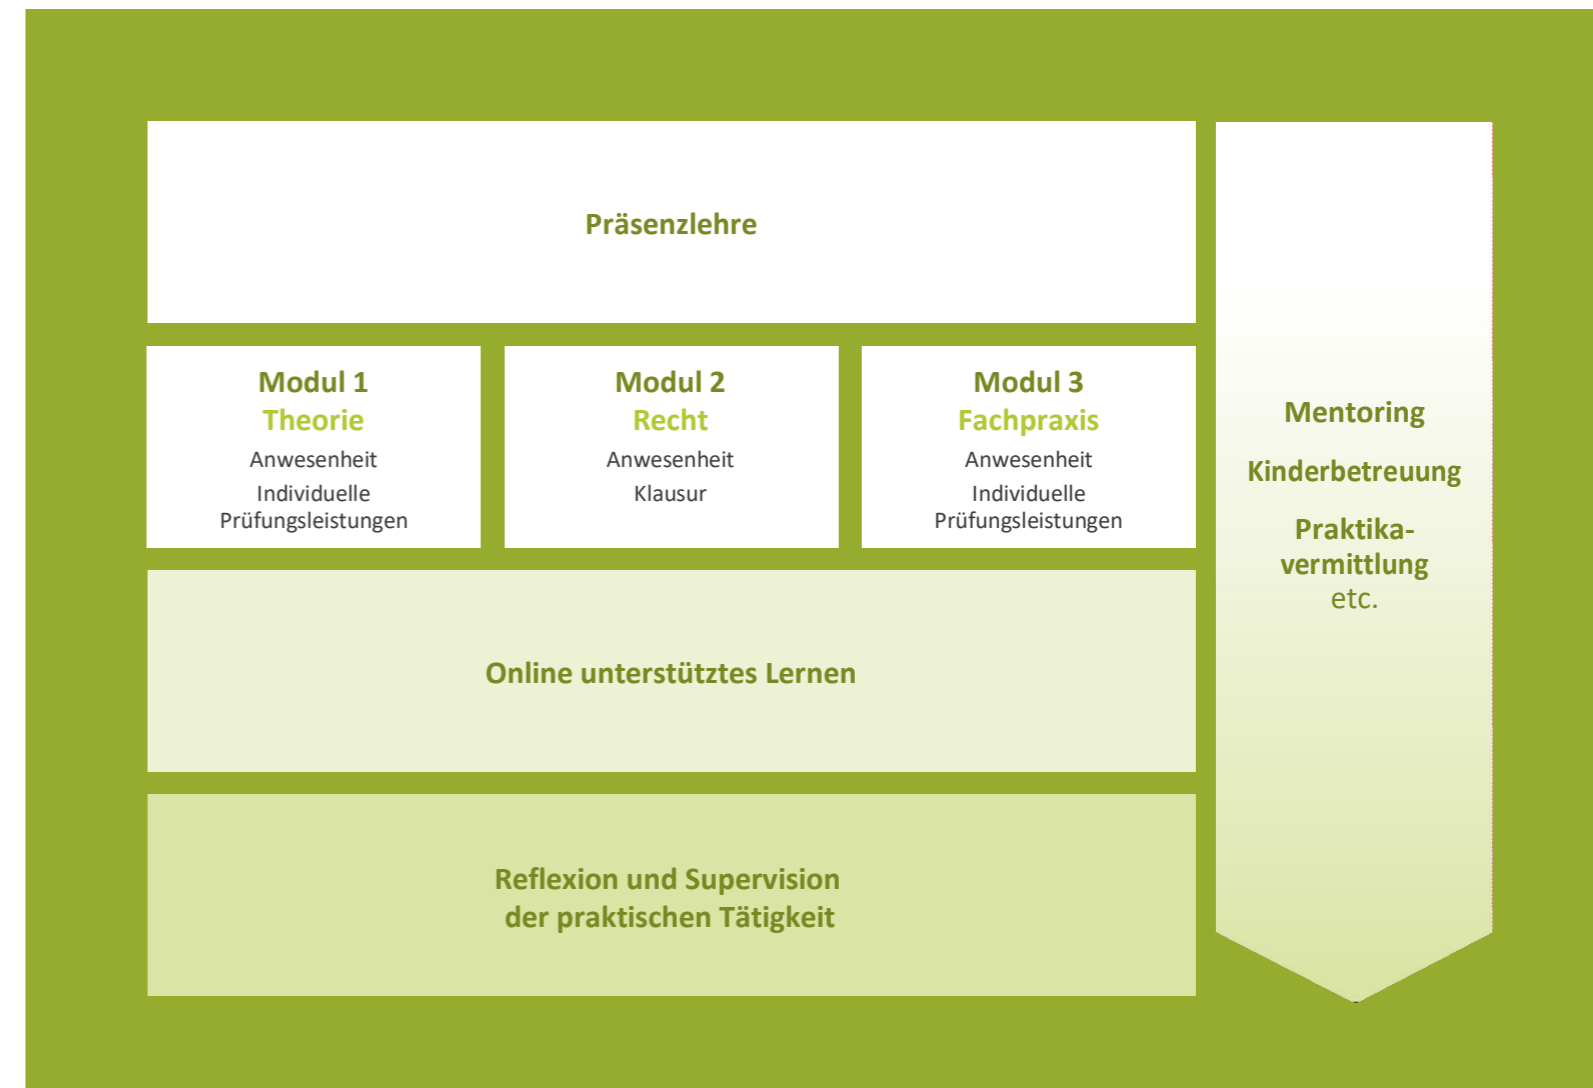 Präsenzlehre
Modul 1
Theorie
Anwesenheit
Individuelle
Prüfungsleistungen
Modul 2
Recht
Anwesenheit
Klausur
Modul 3
Fachpraxis
Anwesenheit
Individuelle
Prüfungsleistungen
Online unterstütztes Lernen
Reflexion und Supervision
der praktischen Tätigkeit
Mentoring
Kinderbetreuung
Praktika-
vermittlung
etc.